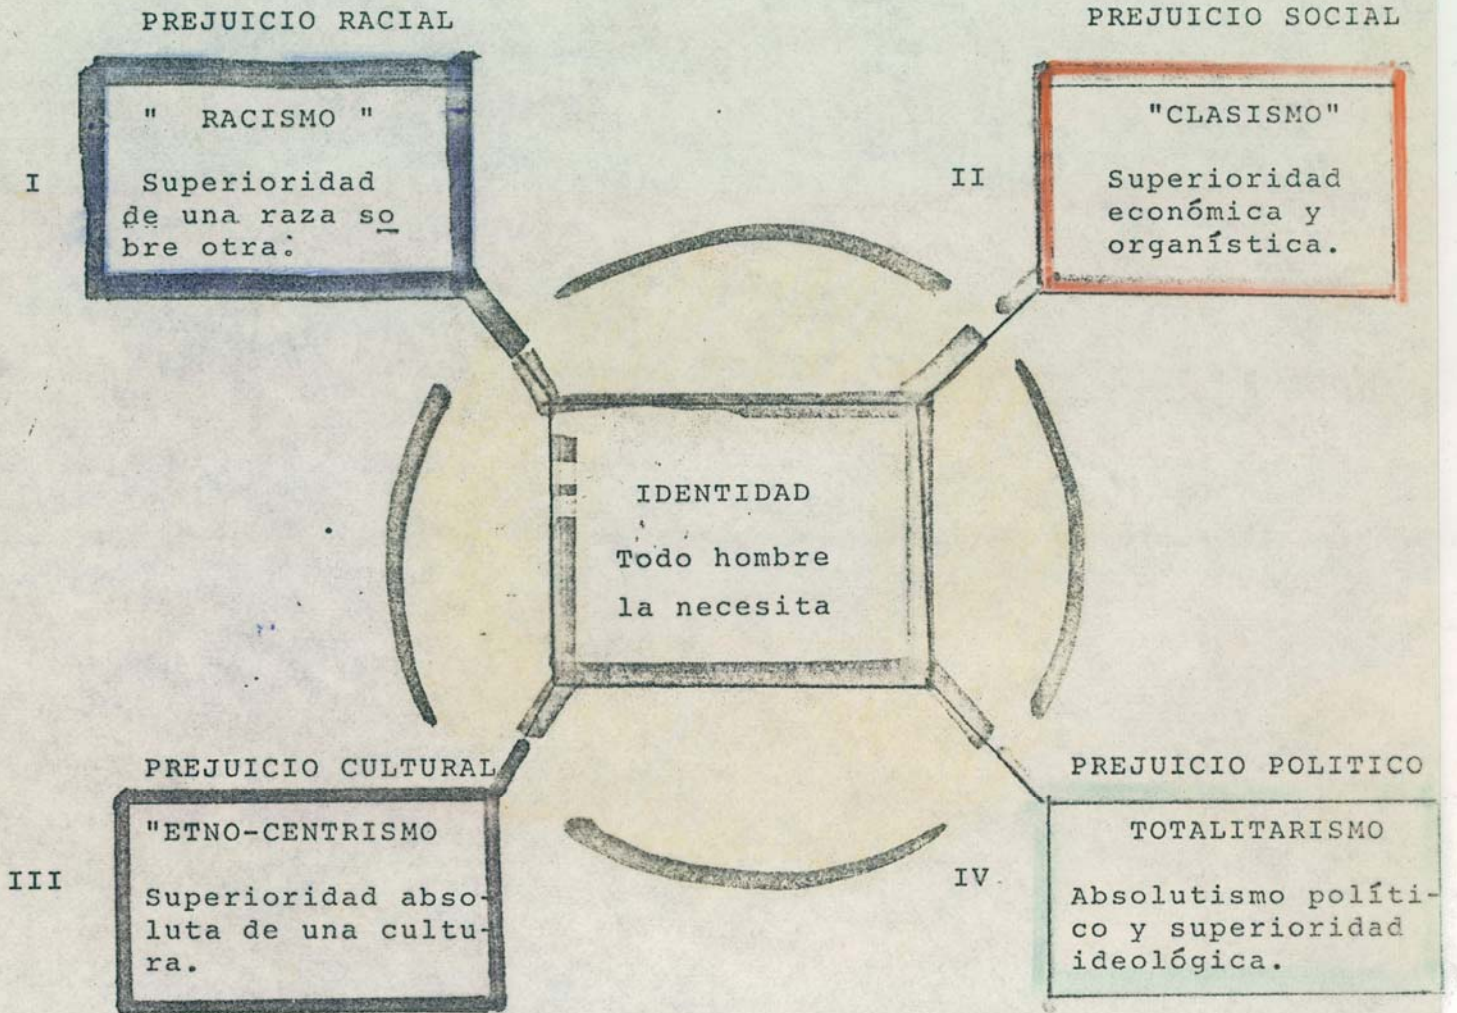 PREJUICIO RACIAL
I
" RACISMO "
Superioridad
de una raza so
bre otra.
PREJUICIO SOCIAL
II
"CLASISMO"
Superioridad
económica y
organística.
IDENTIDAD
Todo hombre
la necesita
PREJUICIO CULTURAL
III
"ETNO-CENTRISMO
Superioridad abso-
luta de una cultu-
ra.
PREJUICIO POLITICO
IV.
TOTALITARISMO
Absolutismo políti-
co y superioridad
ideológica.